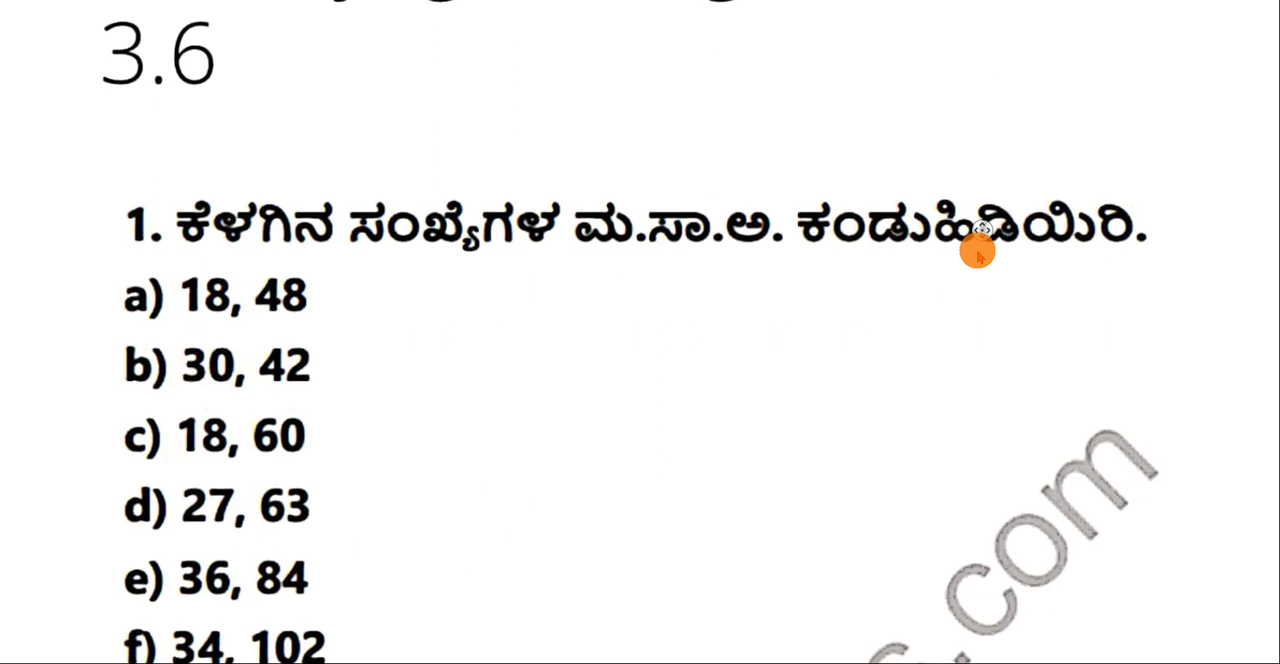 3.6
1. ಕೆಳಗಿನ ಸಂಖ್ಯೆಗಳ ಮ.ಸಾ.ಅ. ಕಂಡುಹಿಡಿಯಿರಿ.
a) 18, 48
b) 30, 42
c) 18, 60
d) 27, 63
e) 36, 84
f) 34, 102
.com